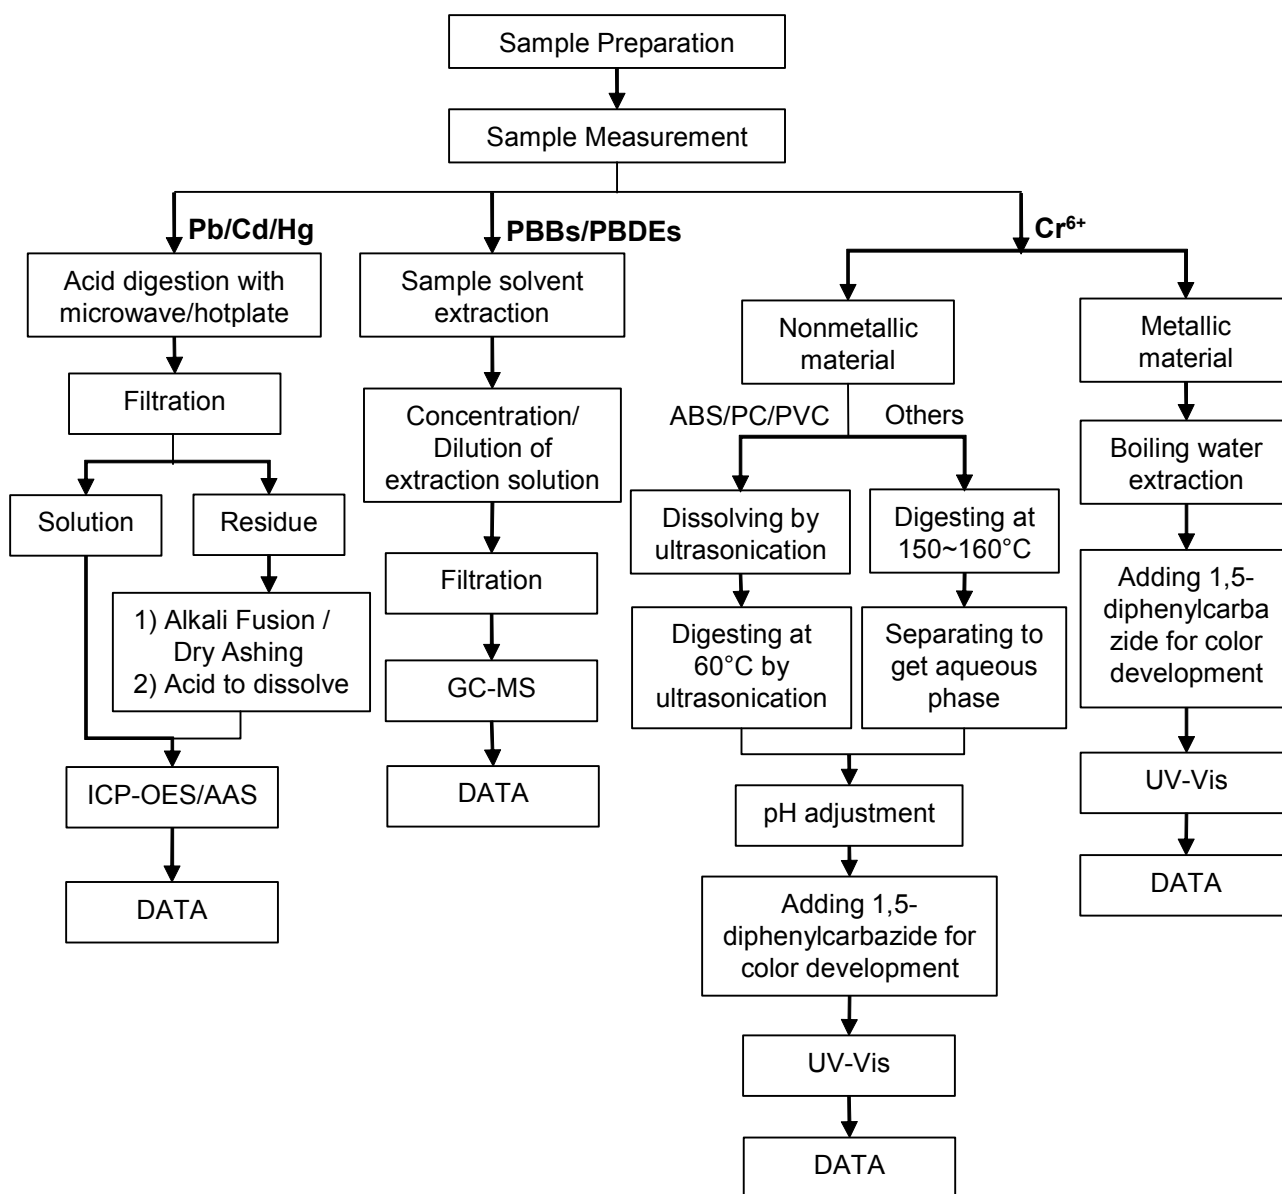 Sample Preparation
Sample Measurement
Pb/Cd/Hg
Acid digestion with
microwave/hotplate
Filtration
Solution
Residue
1) Alkali Fusion /
Dry Ashing
2) Acid to dissolve
ICP-OES/AAS
DATA
PBBs/PBDEs
Sample solvent
extraction
Concentration/
Dilution of
extraction solution
Filtration
GC-MS
DATA
Cr⁶⁺
Nonmetallic
material
ABS/PC/PVC
Others
Dissolving by
ultrasonication
Digesting at
60°C by
ultrasonication
Digesting at
150~160°C
Separating to
get aqueous
phase
pH adjustment
Adding 1,5-
diphenylcarbazide for
color development
UV-Vis
DATA
Metallic
material
Boiling water
extraction
Adding 1,5-
diphenylcarba
zide for color
development
UV-Vis
DATA